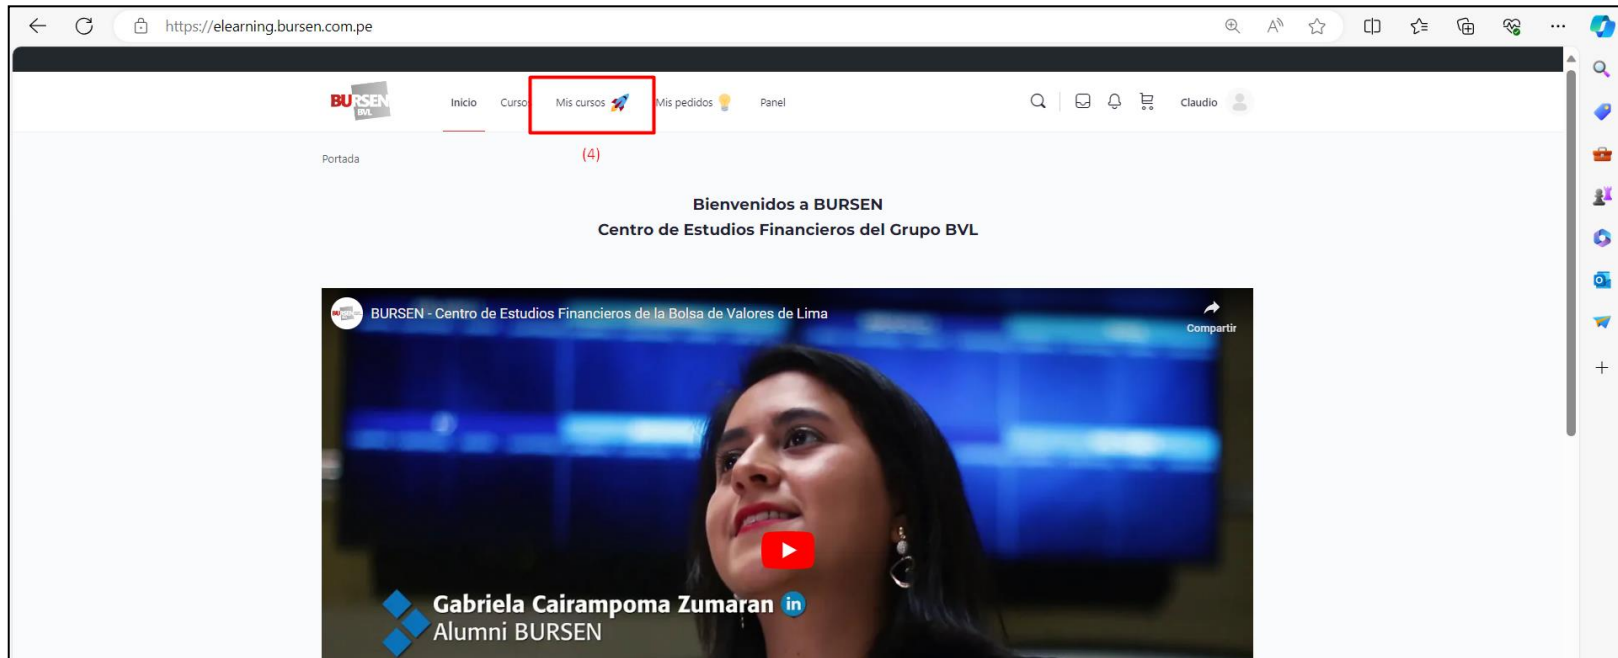 https://elearning.bursen.com.pe
BURSEN
BVL
Inicio
Curso
Mis cursos
Mis pedidos
Panel
Claudio
(4)
Portada
Bienvenidos a BURSEN
Centro de Estudios Financieros del Grupo BVL
BURSEN - Centro de Estudios Financieros de la Bolsa de Valores de Lima
Compartir
Gabriela Cairampoma Zumaran in
Alumni BURSEN